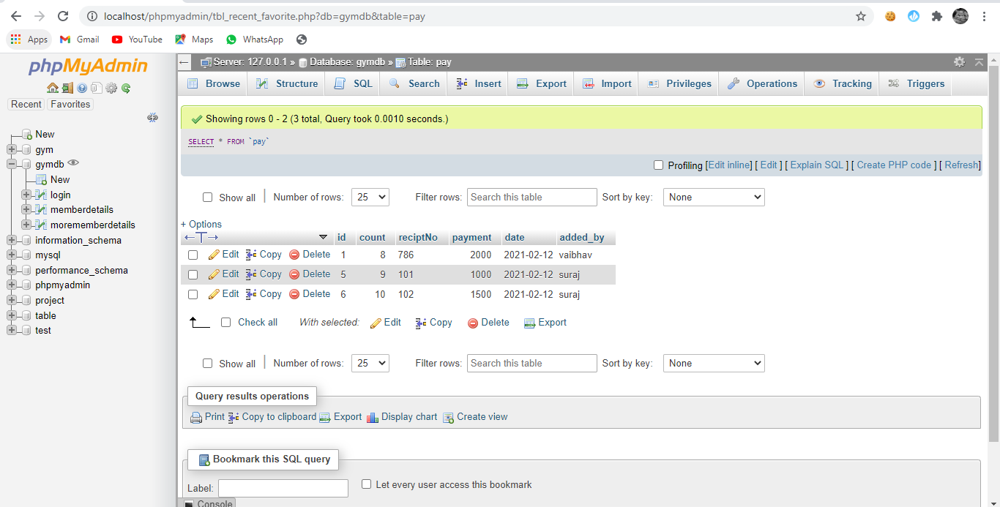 localhost/phpmyadmin/tbl_recent_favorite.php?db=gymdb&table=pay
Apps Gmail YouTube Maps WhatsApp
phpMyAdmin
Recent Favorites
New
gym
gymdb
New
login
memberdetails
morememberdetails
information_schema
mysql
performance_schema
phpmyadmin
project
table
test
Server: 127.0.0.1 » Database: gymdb » Table: pay
Browse Structure SQL Search Insert Export Import Privileges Operations Tracking Triggers
Showing rows 0 - 2 (3 total, Query took 0.0010 seconds.)
SELECT * FROM `pay`
Profiling [Edit inline] [ Edit ] [ Explain SQL ] [ Create PHP code ] [ Refresh]
Show all | Number of rows: 25 Filter rows: Search this table Sort by key: None
+ Options
←T→ id count reciptNo payment date added_by
Edit Copy Delete 1 8 786 2000 2021-02-12 vaibhav
Edit Copy Delete 5 9 101 1000 2021-02-12 suraj
Edit Copy Delete 6 10 102 1500 2021-02-12 suraj
Check all With selected: Edit Copy Delete Export
Show all | Number of rows: 25 Filter rows: Search this table Sort by key: None
Query results operations
Print Copy to clipboard Export Display chart Create view
Bookmark this SQL query
Label: Let every user access this bookmark
Console